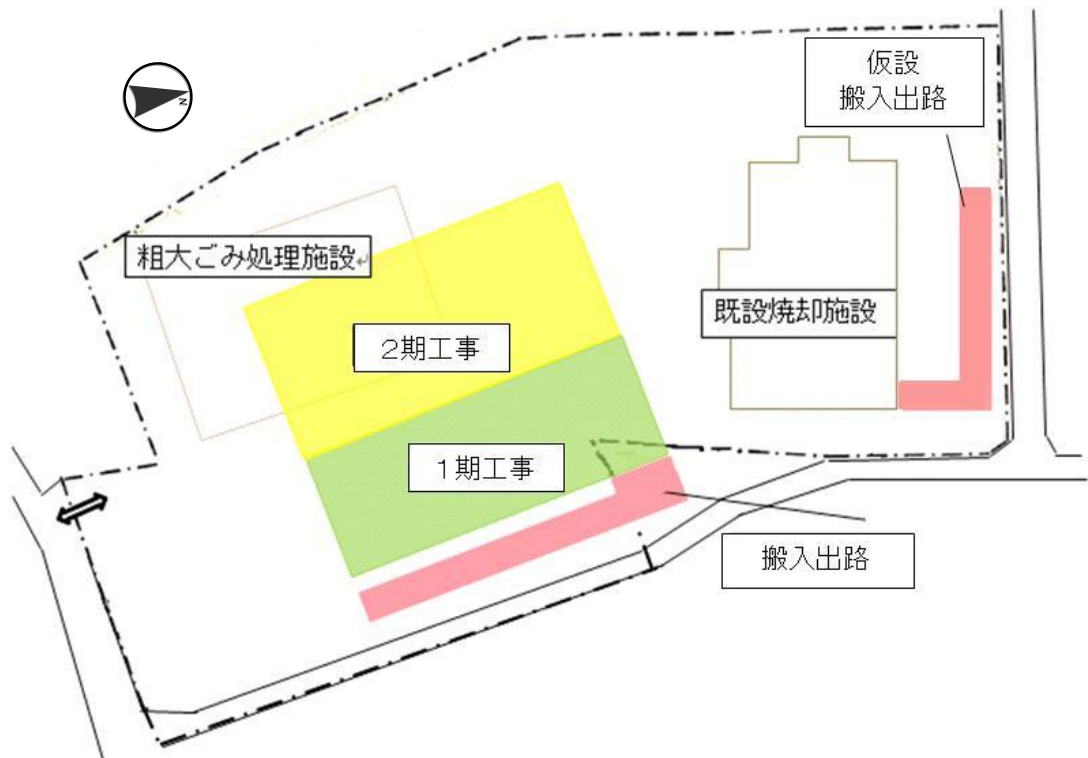 仮設
搬入出路
N
粗大ごみ処理施設↵
既設焼却施設
２期工事
１期工事
搬入出路